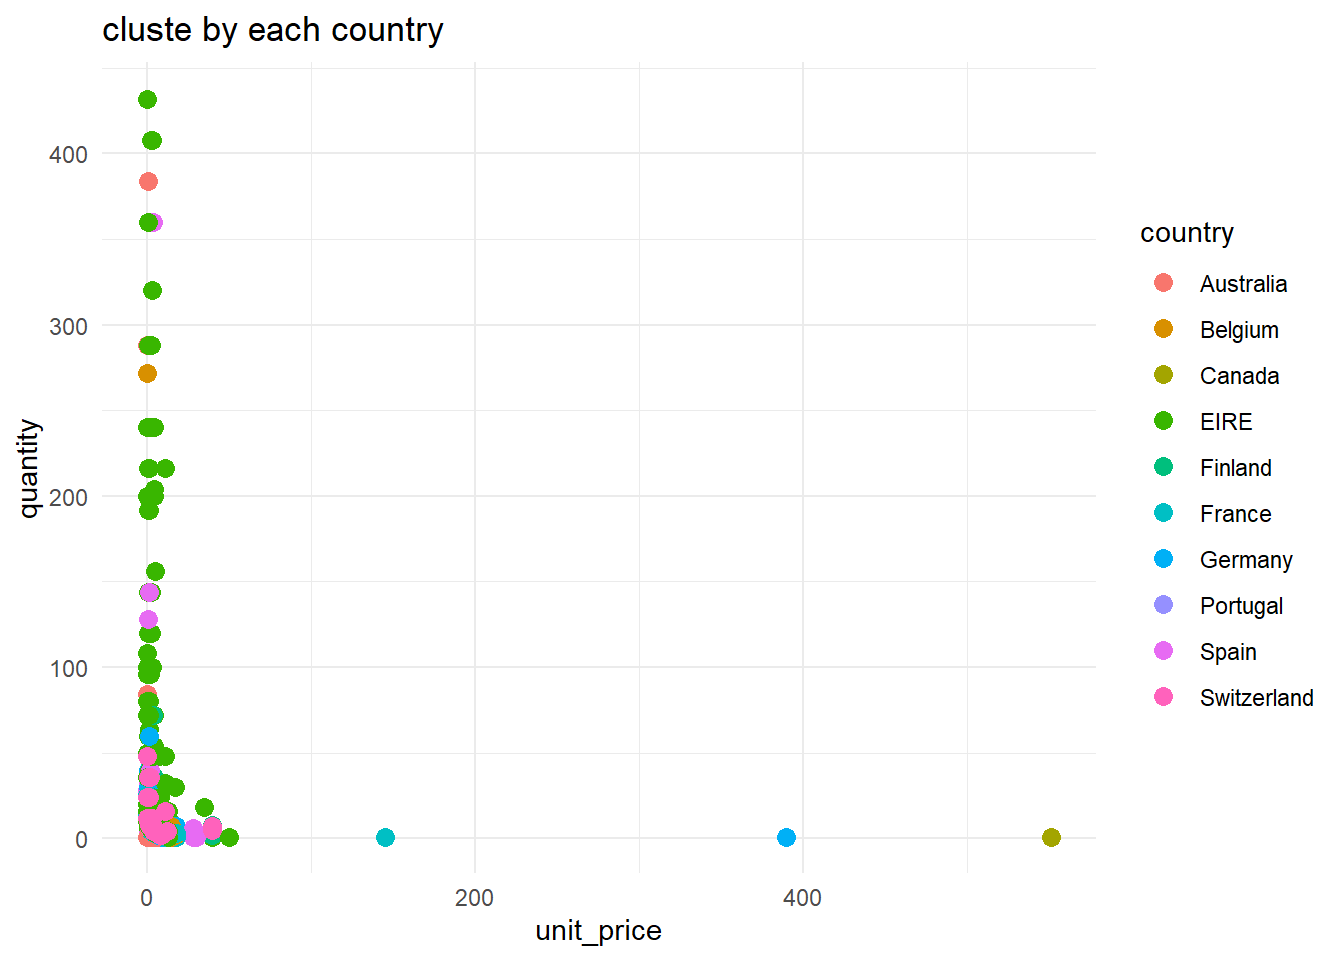 cluste by each country
400
300
200
100
0
quantity
0
200
400
unit_price
country
Australia
Belgium
Canada
EIRE
Finland
France
Germany
Portugal
Spain
Switzerland